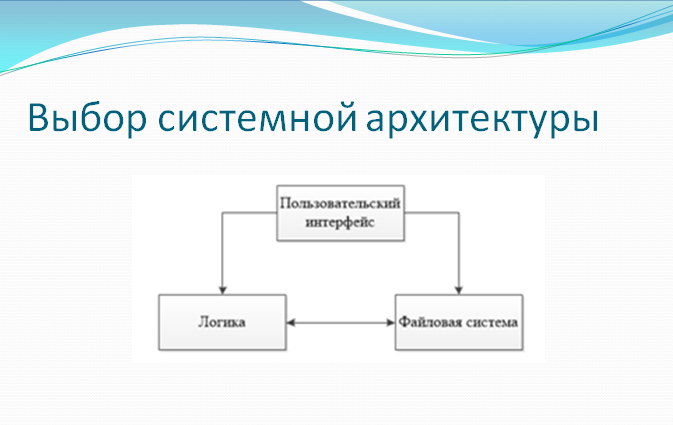 Выбор системной архитектуры
Пользовательский
интерфейс
Логика
Файловая система